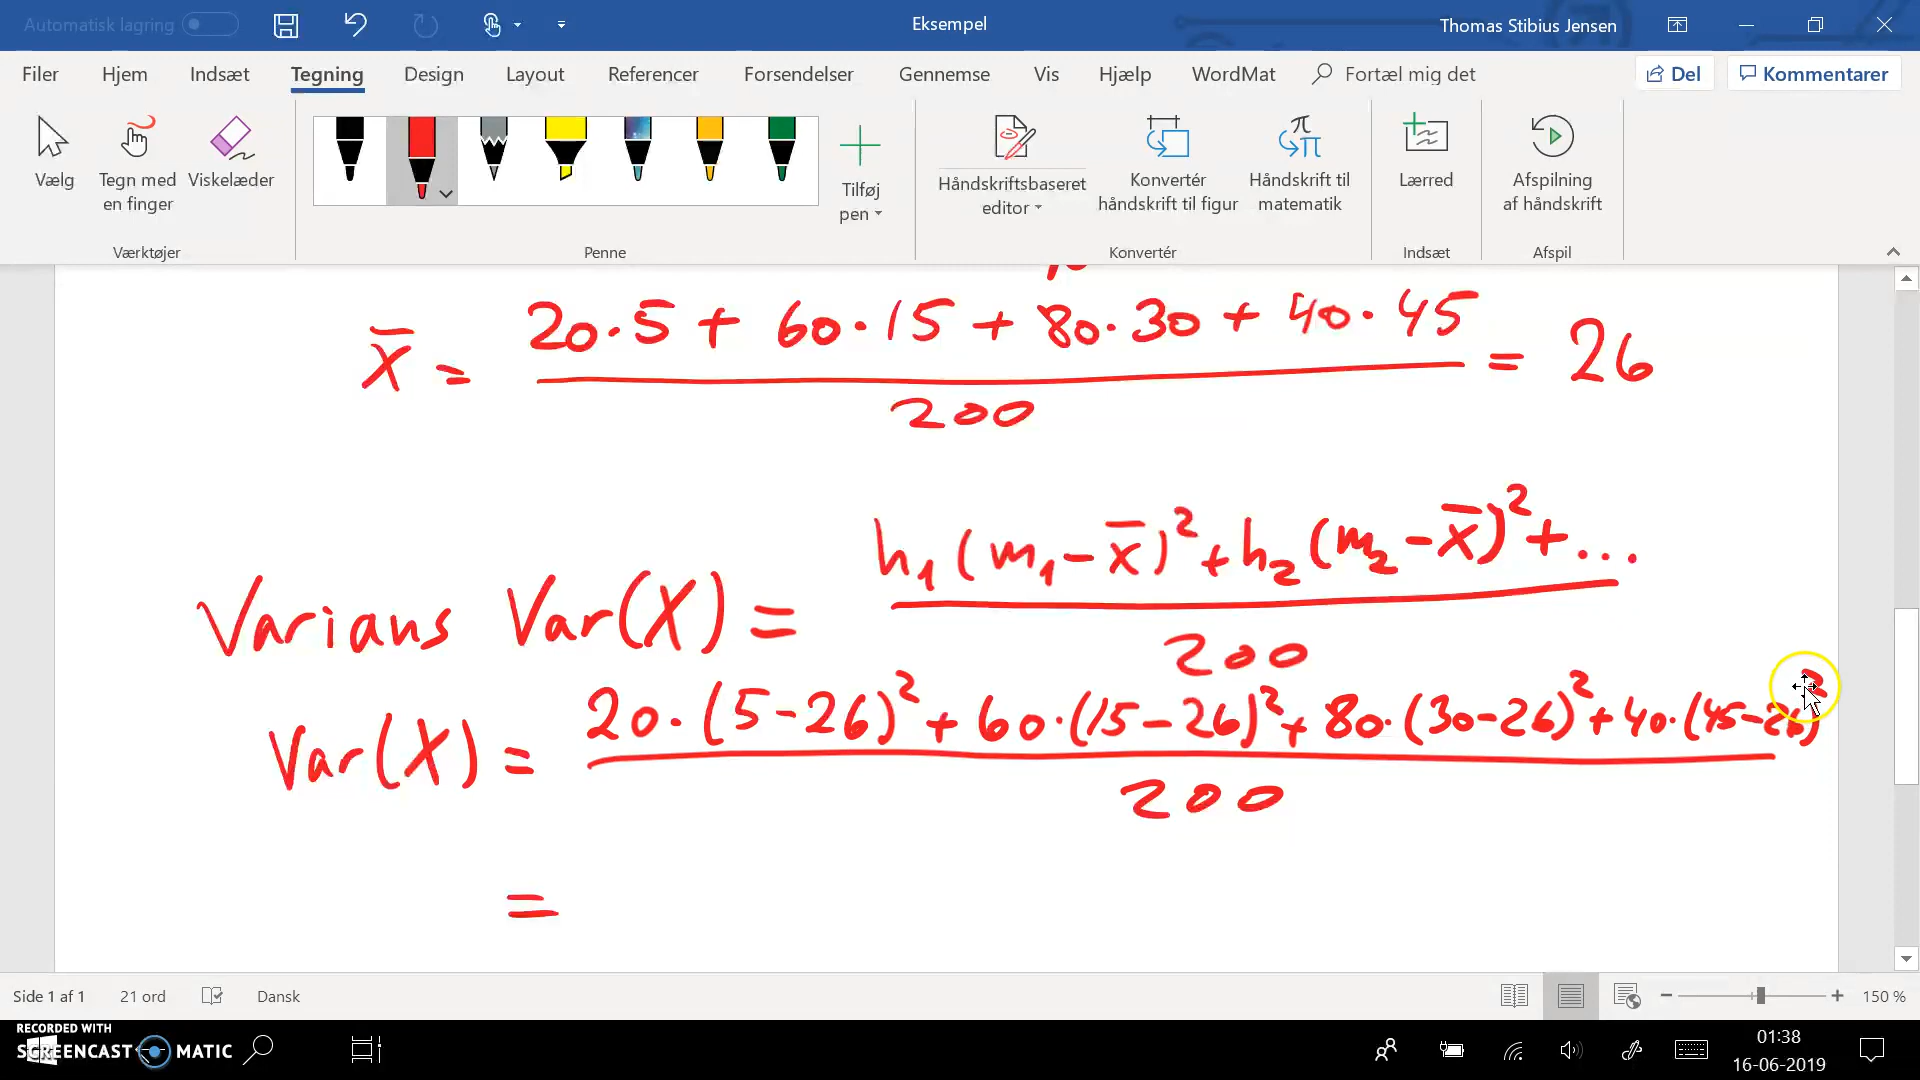 Automatisk lagring
Eksempel
Thomas Stibius Jensen
Filer Hjem Indsæt Tegning Design Layout Referencer Forsendelser Gennemse Vis Hjælp WordMat Fortæl mig det Del Kommentarer
Vælg
Tegn med
en finger
Viskelæder
Værktøjer
Penne
Tilføj
pen
Håndskriftsbaseret
editor
Konvertér
håndskrift til figur
Håndskrift til
matematik
Konvertér
Lærred
Indsæt
Afspilning
af håndskrift
Afspil
x̄ = (20·5 + 60·15 + 80·30 + 40·45) / 200 = 26
Varians Var(X) = (h₁(m₁-x̄)² + h₂(m₂-x̄)² + ...) / 200
Var(X) = (20·(5-26)² + 60·(15-26)² + 80·(30-26)² + 40·(45-26)²) / 200
=
Side 1 af 1 21 ord Dansk
150 %
RECORDED WITH
SCREENCAST MATIC
01:38
16-06-2019